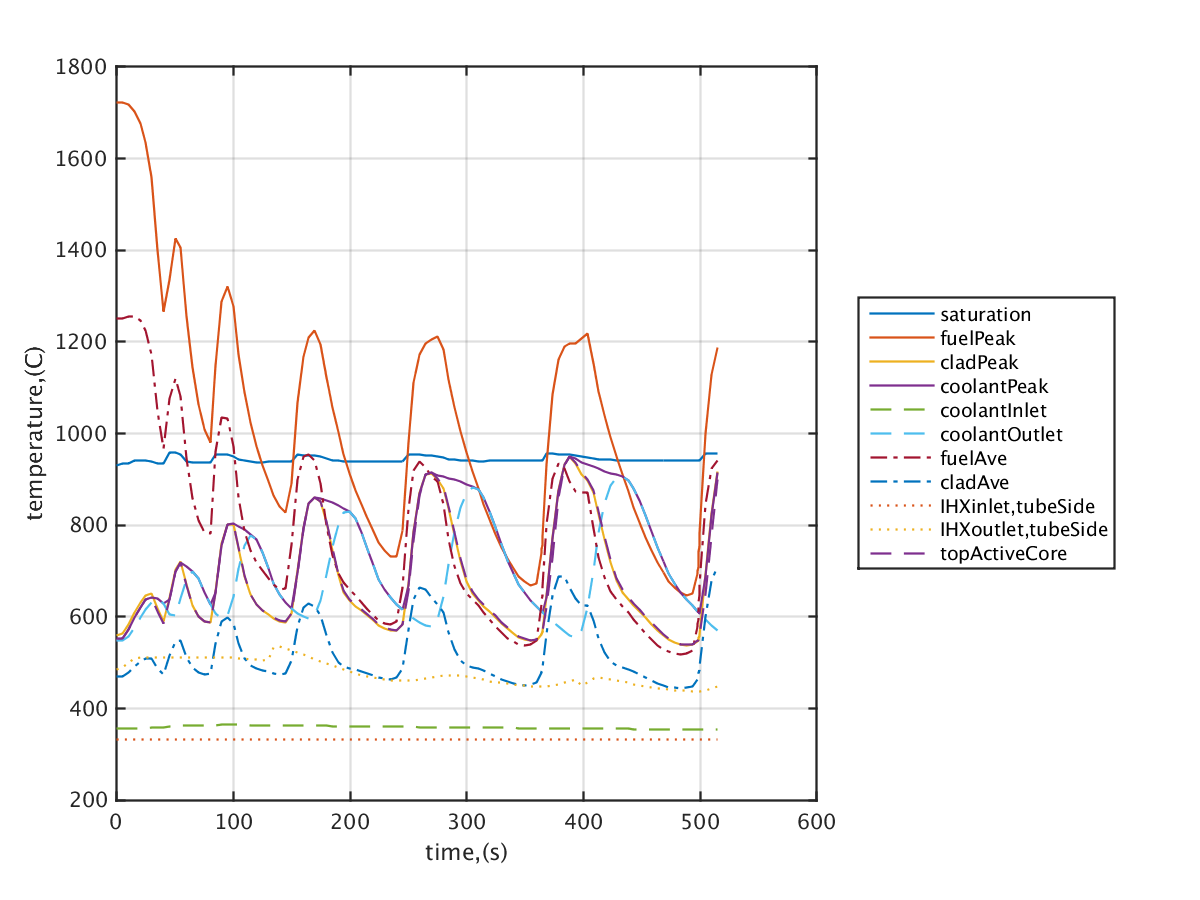 1800
1600
1400
1200
1000
800
600
400
200
0 100 200 300 400 500 600
temperature,(C)
time,(s)
saturation
fuelPeak
cladPeak
coolantPeak
coolantInlet
coolantOutlet
fuelAve
cladAve
IHXinlet,tubeSide
IHXoutlet,tubeSide
topActiveCore